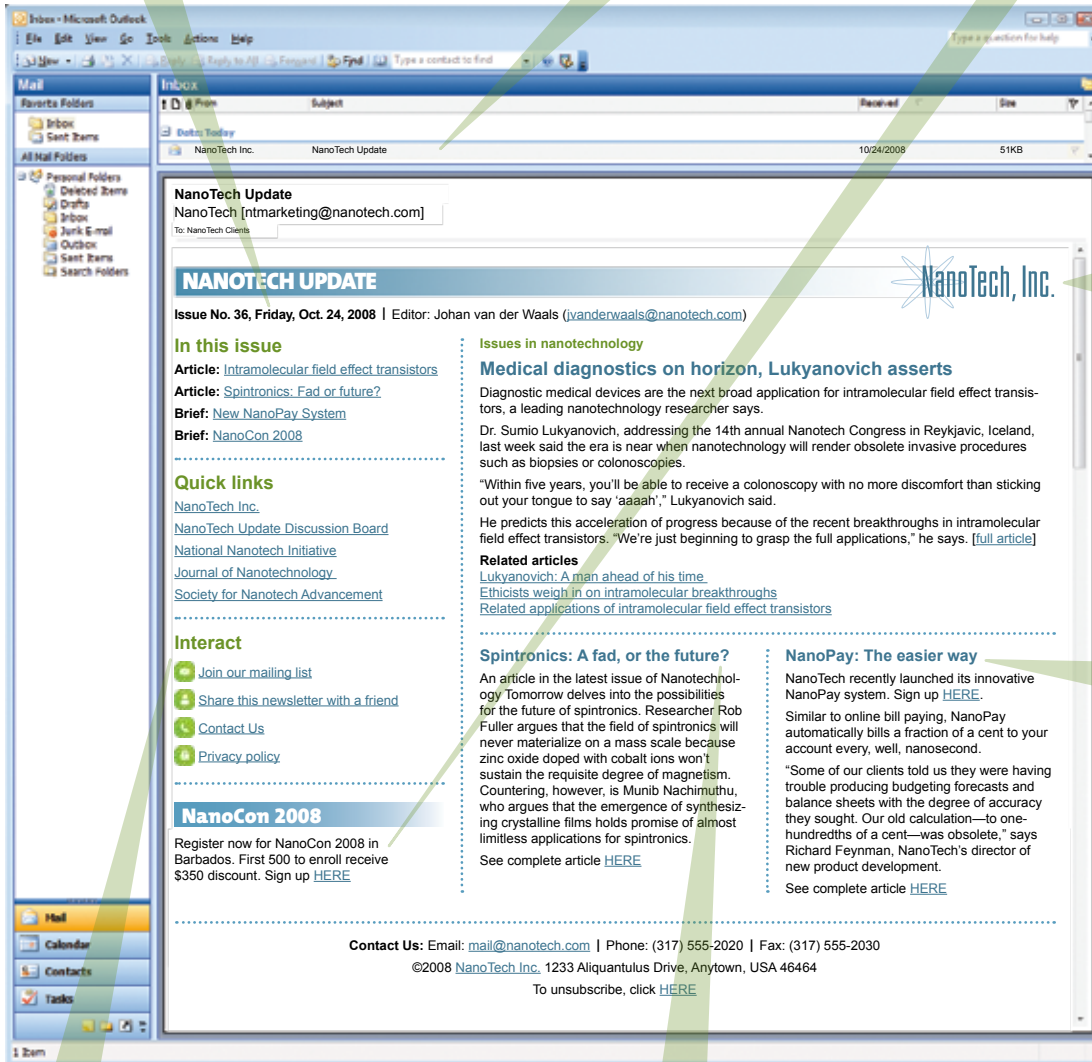 Inbox - Microsoft Outlook
File Edit View Go Tools Actions Help
Type a question for help
New Reply Reply to All Forward Find Type a contact to find
Mail
Favorite Folders
Inbox
Sent Items
All Mail Folders
Personal Folders
Deleted Items
Drafts
Inbox
Junk E-mail
Outbox
Sent Items
Search Folders
Mail
Calendar
Contacts
Tasks
1 Item
Inbox
From Subject Received Size
Date: Today
NanoTech Inc. NanoTech Update 10/24/2008 51KB
NanoTech Update
NanoTech [ntmarketing@nanotech.com]
To: NanoTech Clients
NANOTECH UPDATE
NanoTech, Inc.
Issue No. 36, Friday, Oct. 24, 2008 | Editor: Johan van der Waals (jvanderwaals@nanotech.com)
In this issue
Article: Intramolecular field effect transistors
Article: Spintronics: Fad or future?
Brief: New NanoPay System
Brief: NanoCon 2008
Quick links
NanoTech Inc.
NanoTech Update Discussion Board
National Nanotech Initiative
Journal of Nanotechnology
Society for Nanotech Advancement
Interact
Join our mailing list
Share this newsletter with a friend
Contact Us
Privacy policy
NanoCon 2008
Register now for NanoCon 2008 in
Barbados. First 500 to enroll receive
$350 discount. Sign up HERE
Issues in nanotechnology
Medical diagnostics on horizon, Lukyanovich asserts
Diagnostic medical devices are the next broad application for intramolecular field effect transis-
tors, a leading nanotechnology researcher says.
Dr. Sumio Lukyanovich, addressing the 14th annual Nanotech Congress in Reykjavic, Iceland,
last week said the era is near when nanotechnology will render obsolete invasive procedures
such as biopsies or colonoscopies.
“Within five years, you’ll be able to receive a colonoscopy with no more discomfort than sticking
out your tongue to say ‘aaaah’,” Lukyanovich said.
He predicts this acceleration of progress because of the recent breakthroughs in intramolecular
field effect transistors. “We’re just beginning to grasp the full applications,” he says. [full article]
Related articles
Lukyanovich: A man ahead of his time
Ethicists weigh in on intramolecular breakthroughs
Related applications of intramolecular field effect transistors
Spintronics: A fad, or the future?
An article in the latest issue of Nanotechnol-
ogy Tomorrow delves into the possibilities
for the future of spintronics. Researcher Rob
Fuller argues that the field of spintronics will
never materialize on a mass scale because
zinc oxide doped with cobalt ions won’t
sustain the requisite degree of magnetism.
Countering, however, is Munib Nachimuthu,
who argues that the emergence of synthesiz-
ing crystalline films holds promise of almost
limitless applications for spintronics.
See complete article HERE
NanoPay: The easier way
NanoTech recently launched its innovative
NanoPay system. Sign up HERE.
Similar to online bill paying, NanoPay
automatically bills a fraction of a cent to your
account every, well, nanosecond.
“Some of our clients told us they were having
trouble producing budgeting forecasts and
balance sheets with the degree of accuracy
they sought. Our old calculation—to one-
hundredths of a cent—was obsolete,” says
Richard Feynman, NanoTech’s director of
new product development.
See complete article HERE
Contact Us: Email: mail@nanotech.com | Phone: (317) 555-2020 | Fax: (317) 555-2030
©2008 NanoTech Inc. 1233 Aliquantulus Drive, Anytown, USA 46464
To unsubscribe, click HERE